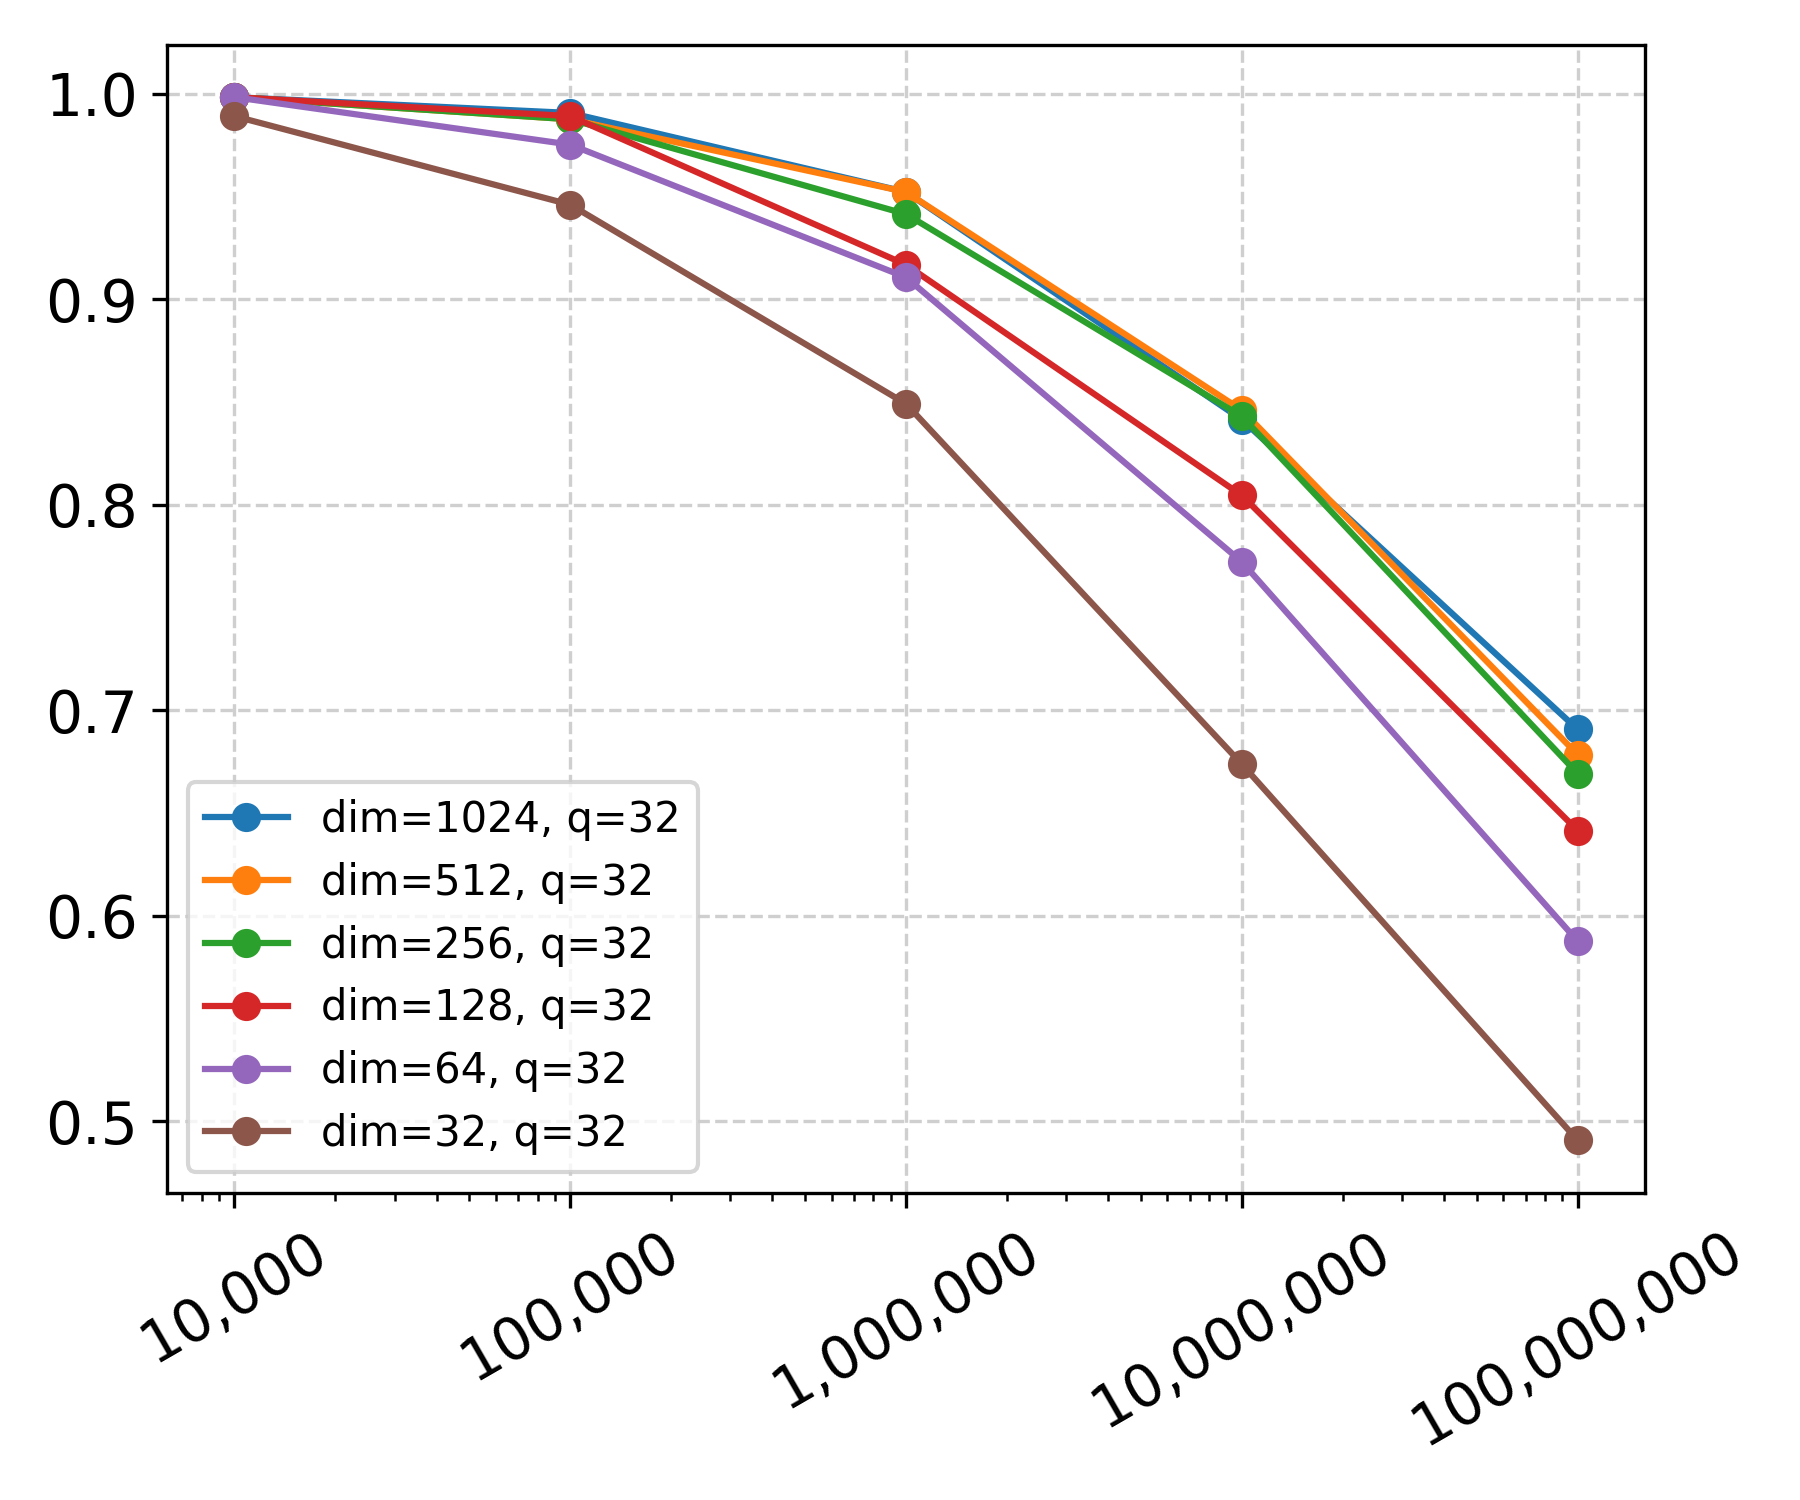 1.0
0.9
0.8
0.7
0.6
0.5
dim=1024, q=32
dim=512, q=32
dim=256, q=32
dim=128, q=32
dim=64, q=32
dim=32, q=32
10,000
100,000
1,000,000
10,000,000
100,000,000